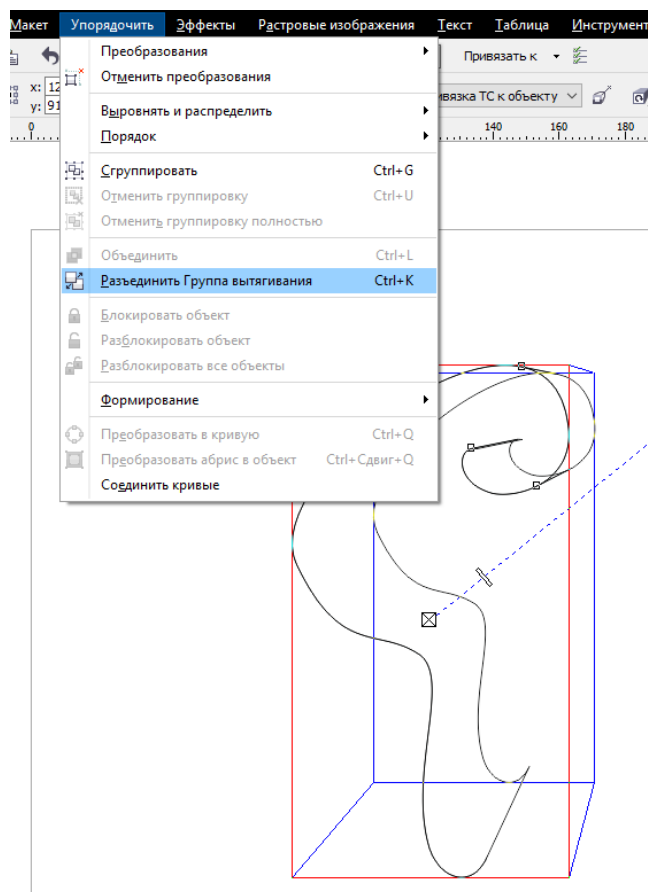 Макет Упорядочить Эффекты Растровые изображения Текст Таблица Инструмент
Преобразования
Привязать к
Отменить преобразования
x: 12
y: 91
вязка ТС к объекту
Выровнять и распределить
Порядок
0 140 160 180
Сгруппировать Ctrl+G
Отменить группировку Ctrl+U
Отменить группировку полностью
Объединить Ctrl+L
Разъединить Группа вытягивания Ctrl+K
Блокировать объект
Разблокировать объект
Разблокировать все объекты
Формирование
Преобразовать в кривую Ctrl+Q
Преобразовать абрис в объект Ctrl+Сдвиг+Q
Соединить кривые